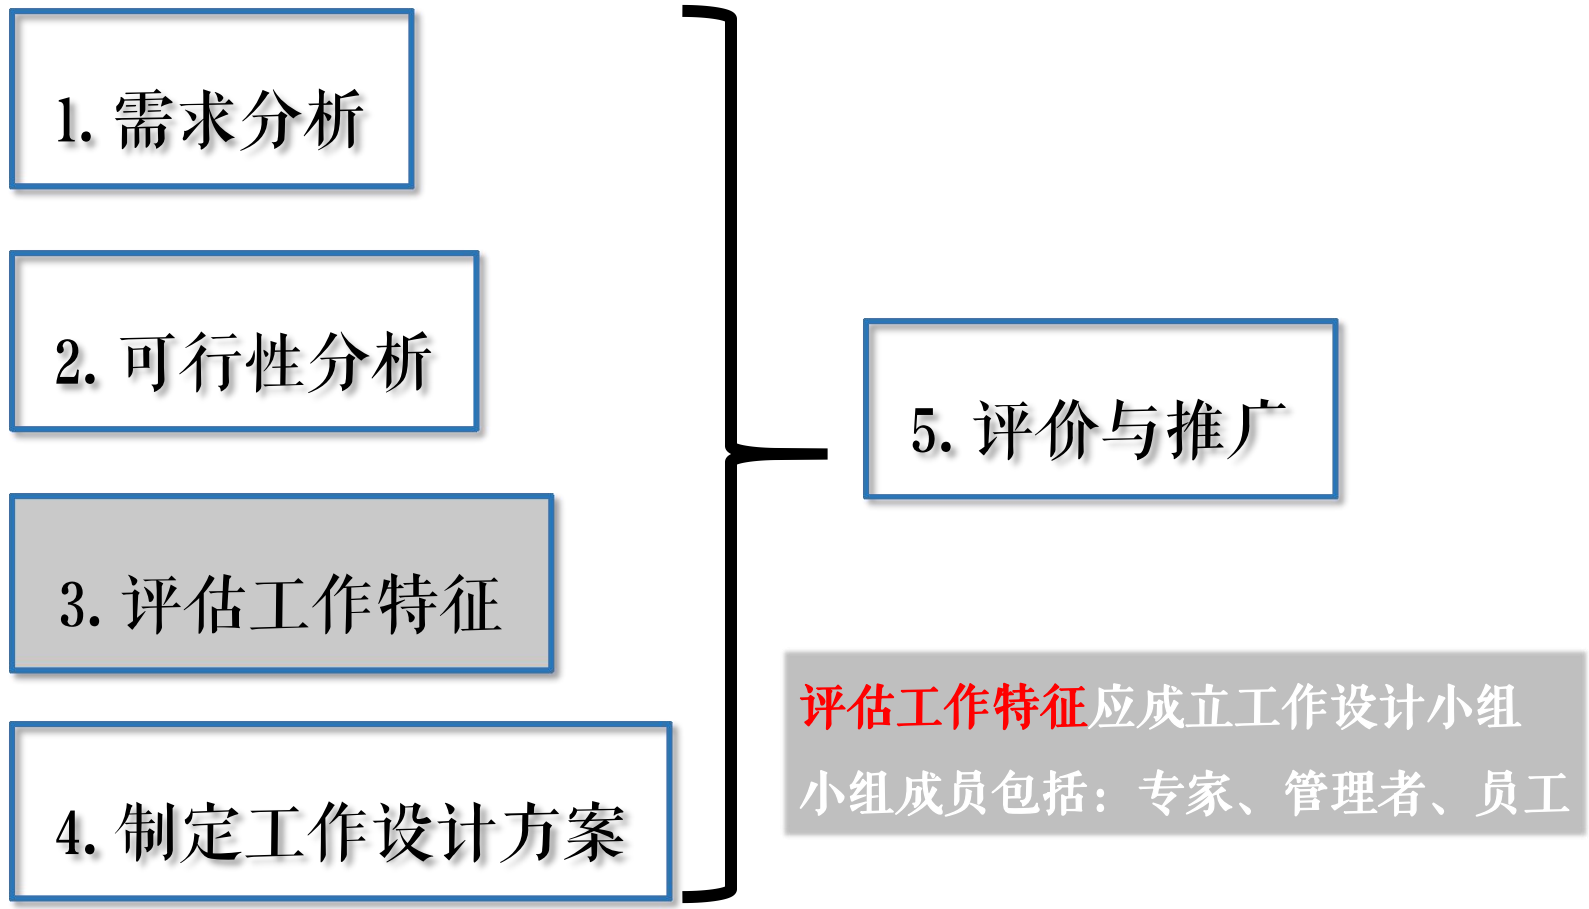 1. 需求分析
2. 可行性分析
3. 评估工作特征
4. 制定工作设计方案
5. 评价与推广
评估工作特征应成立工作设计小组
小组成员包括：专家、管理者、员工